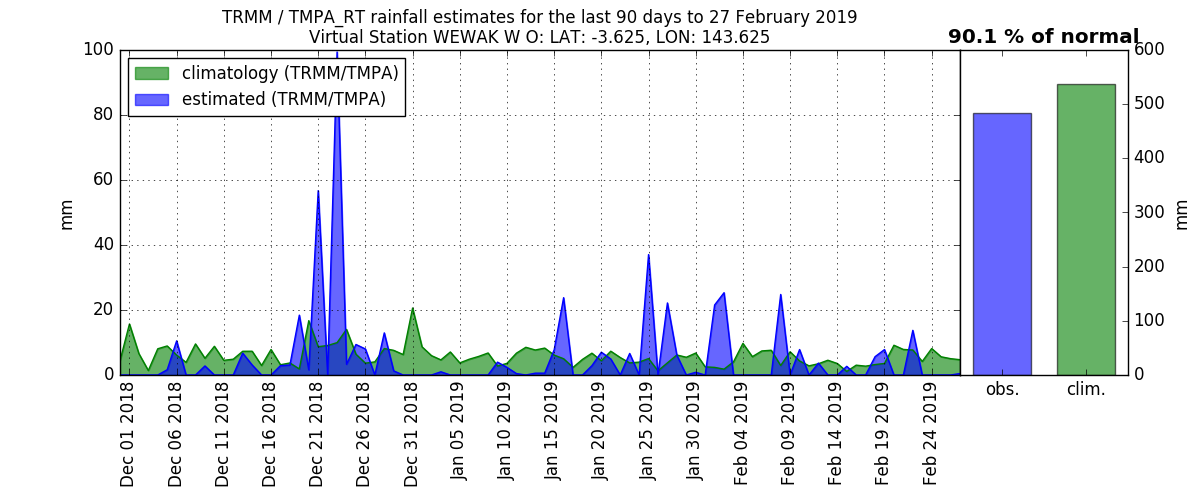 TRMM / TMPA_RT rainfall estimates for the last 90 days to 27 February 2019
Virtual Station WEWAK W O: LAT: -3.625, LON: 143.625
90.1 % of normal
climatology (TRMM/TMPA)
estimated (TRMM/TMPA)
100
80
60
40
20
0
mm
Dec 01 2018
Dec 06 2018
Dec 11 2018
Dec 16 2018
Dec 21 2018
Dec 26 2018
Dec 31 2018
Jan 05 2019
Jan 10 2019
Jan 15 2019
Jan 20 2019
Jan 25 2019
Jan 30 2019
Feb 04 2019
Feb 09 2019
Feb 14 2019
Feb 19 2019
Feb 24 2019
obs.
clim.
600
500
400
300
200
100
0
mm